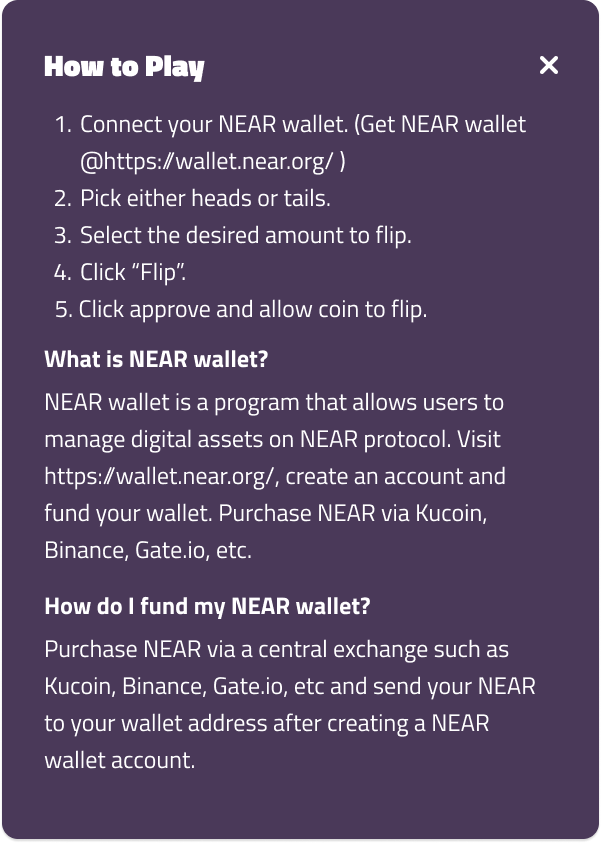 How to Play
1. Connect your NEAR wallet. (Get NEAR wallet
@https://wallet.near.org/ )
2. Pick either heads or tails.
3. Select the desired amount to flip.
4. Click “Flip”.
5. Click approve and allow coin to flip.
What is NEAR wallet?
NEAR wallet is a program that allows users to
manage digital assets on NEAR protocol. Visit
https://wallet.near.org/, create an account and
fund your wallet. Purchase NEAR via Kucoin,
Binance, Gate.io, etc.
How do I fund my NEAR wallet?
Purchase NEAR via a central exchange such as
Kucoin, Binance, Gate.io, etc and send your NEAR
to your wallet address after creating a NEAR
wallet account.